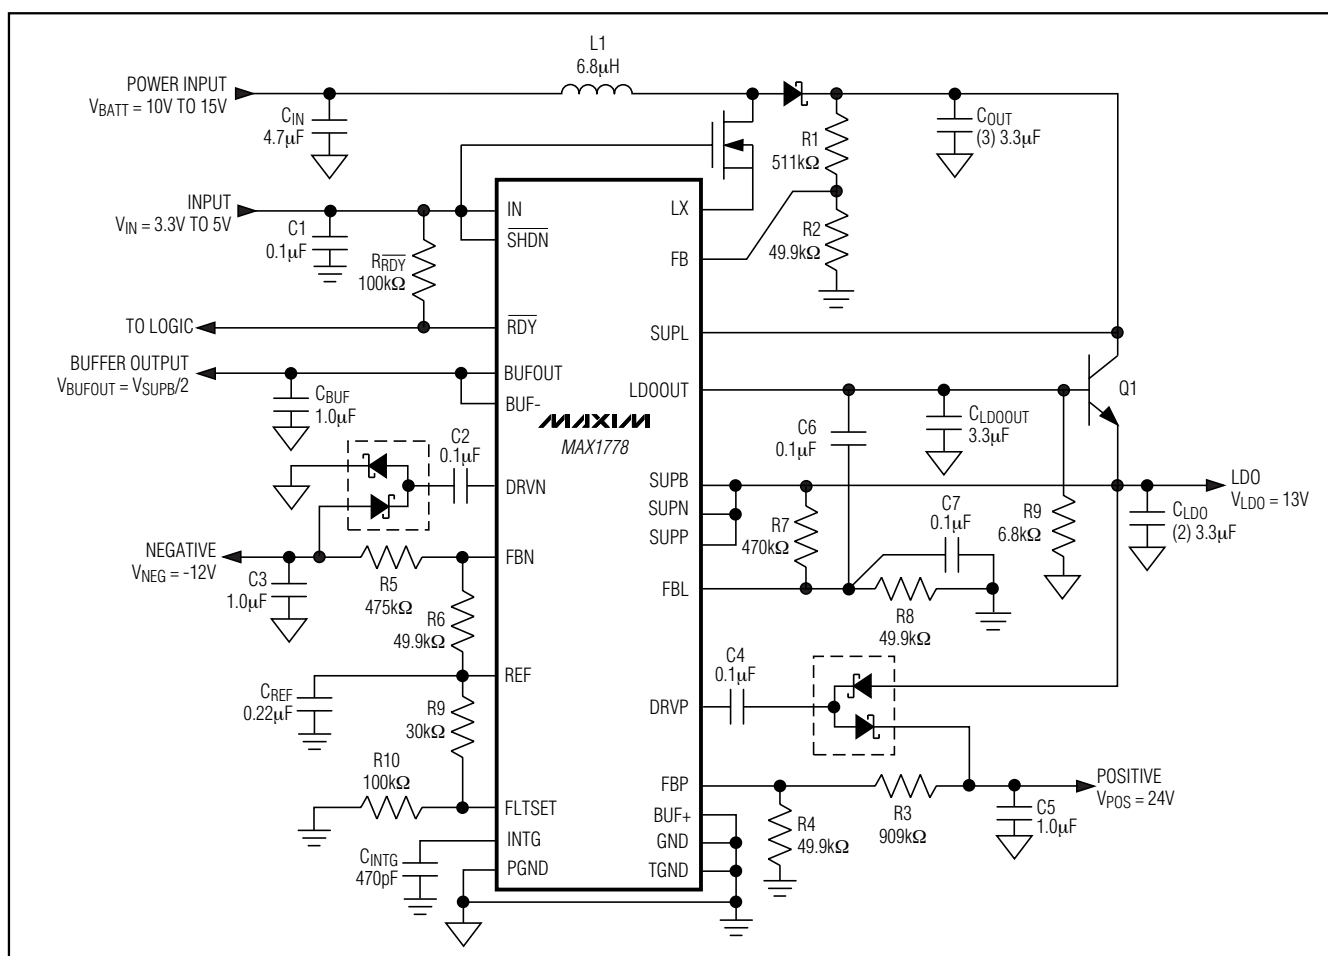 L1
6.8µH
POWER INPUT
VBATT = 10V TO 15V
CIN
4.7µF
R1
511kΩ
COUT
(3) 3.3µF
INPUT
VIN = 3.3V TO 5V
C1
0.1µF
RRDY
100kΩ
IN
SHDN
LX
FB
R2
49.9kΩ
TO LOGIC
RDY
SUPL
BUFFER OUTPUT
VBUFOUT = VSUPB/2
CBUF
1.0µF
BUFOUT
BUF-
LDOOUT
Q1
MAXIM
MAX1778
C6
0.1µF
CLDOOUT
3.3µF
C2
0.1µF
DRVN
SUPB
SUPN
SUPP
R7
470kΩ
C7
0.1µF
R9
6.8kΩ
LDO
VLDO = 13V
CLDO
(2) 3.3µF
NEGATIVE
VNEG = -12V
C3
1.0µF
R5
475kΩ
FBN
FBL
R6
49.9kΩ
R8
49.9kΩ
REF
CREF
0.22µF
R9
30kΩ
C4
0.1µF
DRVP
R10
100kΩ
FLTSET
FBP
R3
909kΩ
POSITIVE
VPOS = 24V
C5
1.0µF
R4
49.9kΩ
INTG
CINTG
470pF
PGND
BUF+
GND
TGND